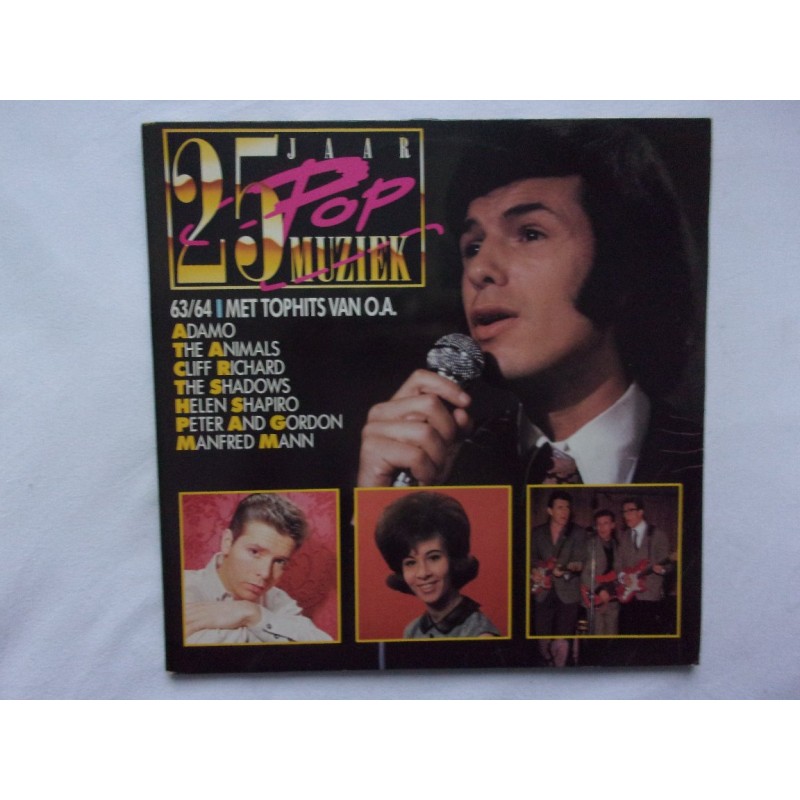 25 JAAR
Pop
MUZIEK
63/64 | MET TOPHITS VAN O.A.
ADAMO
THE ANIMALS
CLIFF RICHARD
THE SHADOWS
HELEN SHAPIRO
PETER AND GORDON
MANFRED MANN